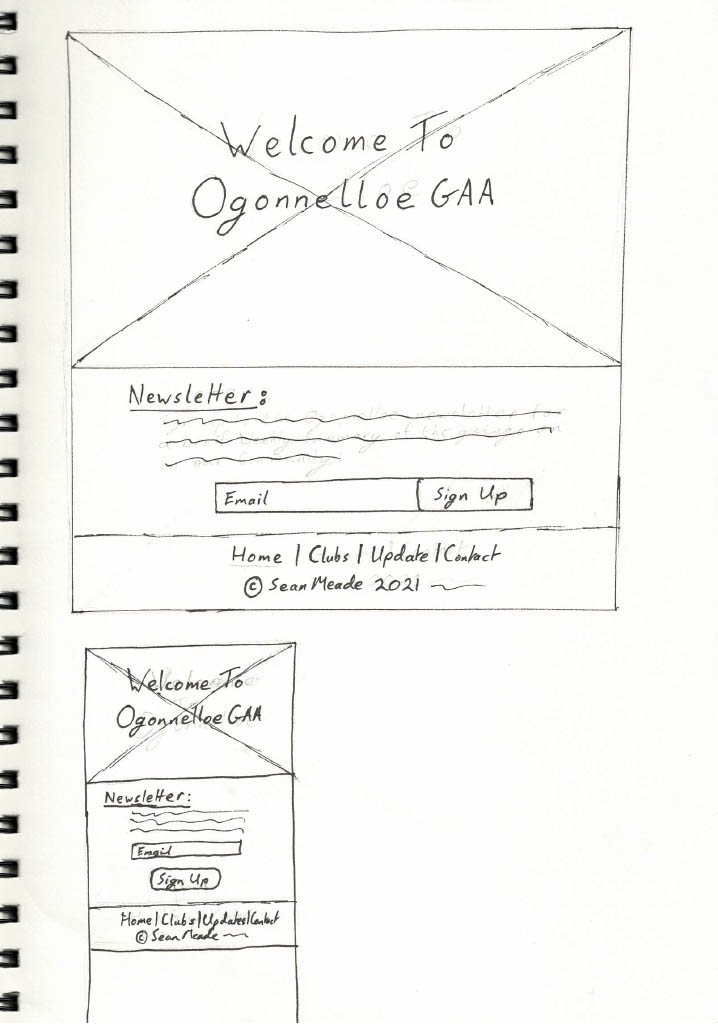 Welcome To
Ogonnelloe GAA
Newsletter:
Email
Sign Up
Home | Clubs | Update | Contact
© Sean Meade 2021
Welcome To
Ogonnelloe GAA
Newsletter:
Email
Sign Up
Home | Clubs | Updates | Contact
© Sean Meade